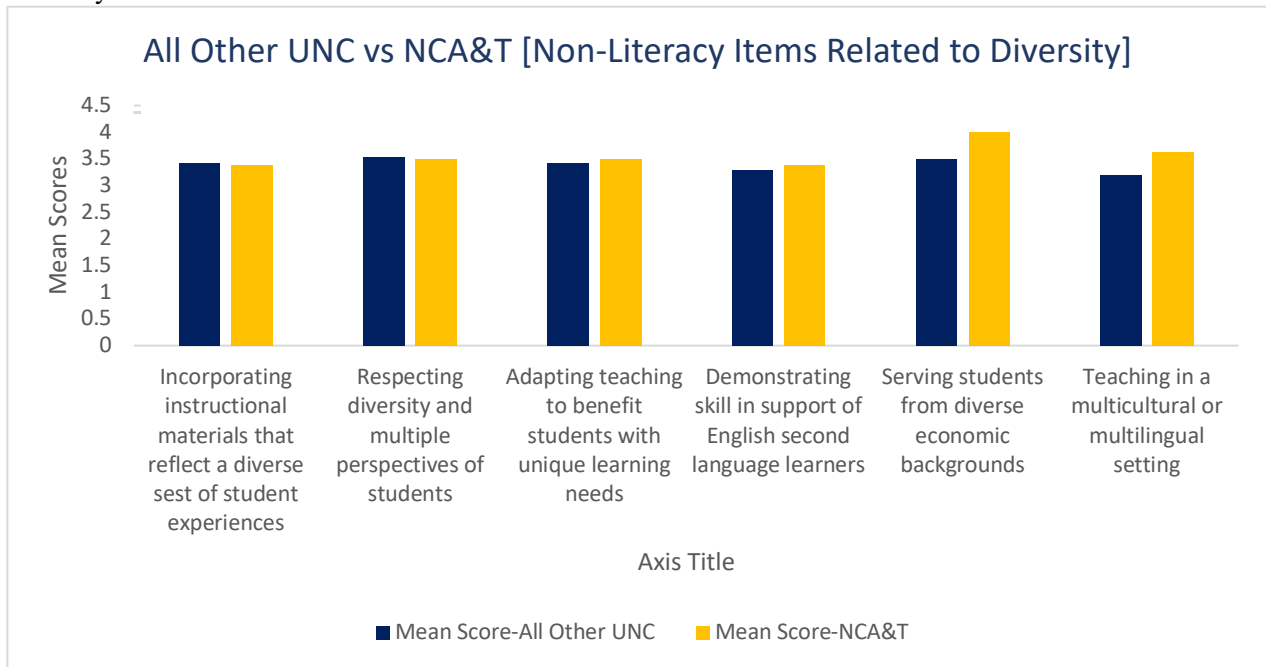 All Other UNC vs NCA&T [Non-Literacy Items Related to Diversity]
Mean Scores
4.5
4
3.5
3
2.5
2
1.5
1
0.5
0
Incorporating
instructional
materials that
reflect a diverse
sest of student
experiences
Respecting
diversity and
multiple
perspectives of
students
Adapting teaching
to benefit
students with
unique learning
needs
Demonstrating
skill in support of
English second
language learners
Serving students
from diverse
economic
backgrounds
Teaching in a
multicultural or
multilingual
setting
Axis Title
Mean Score-All Other UNC
Mean Score-NCA&T